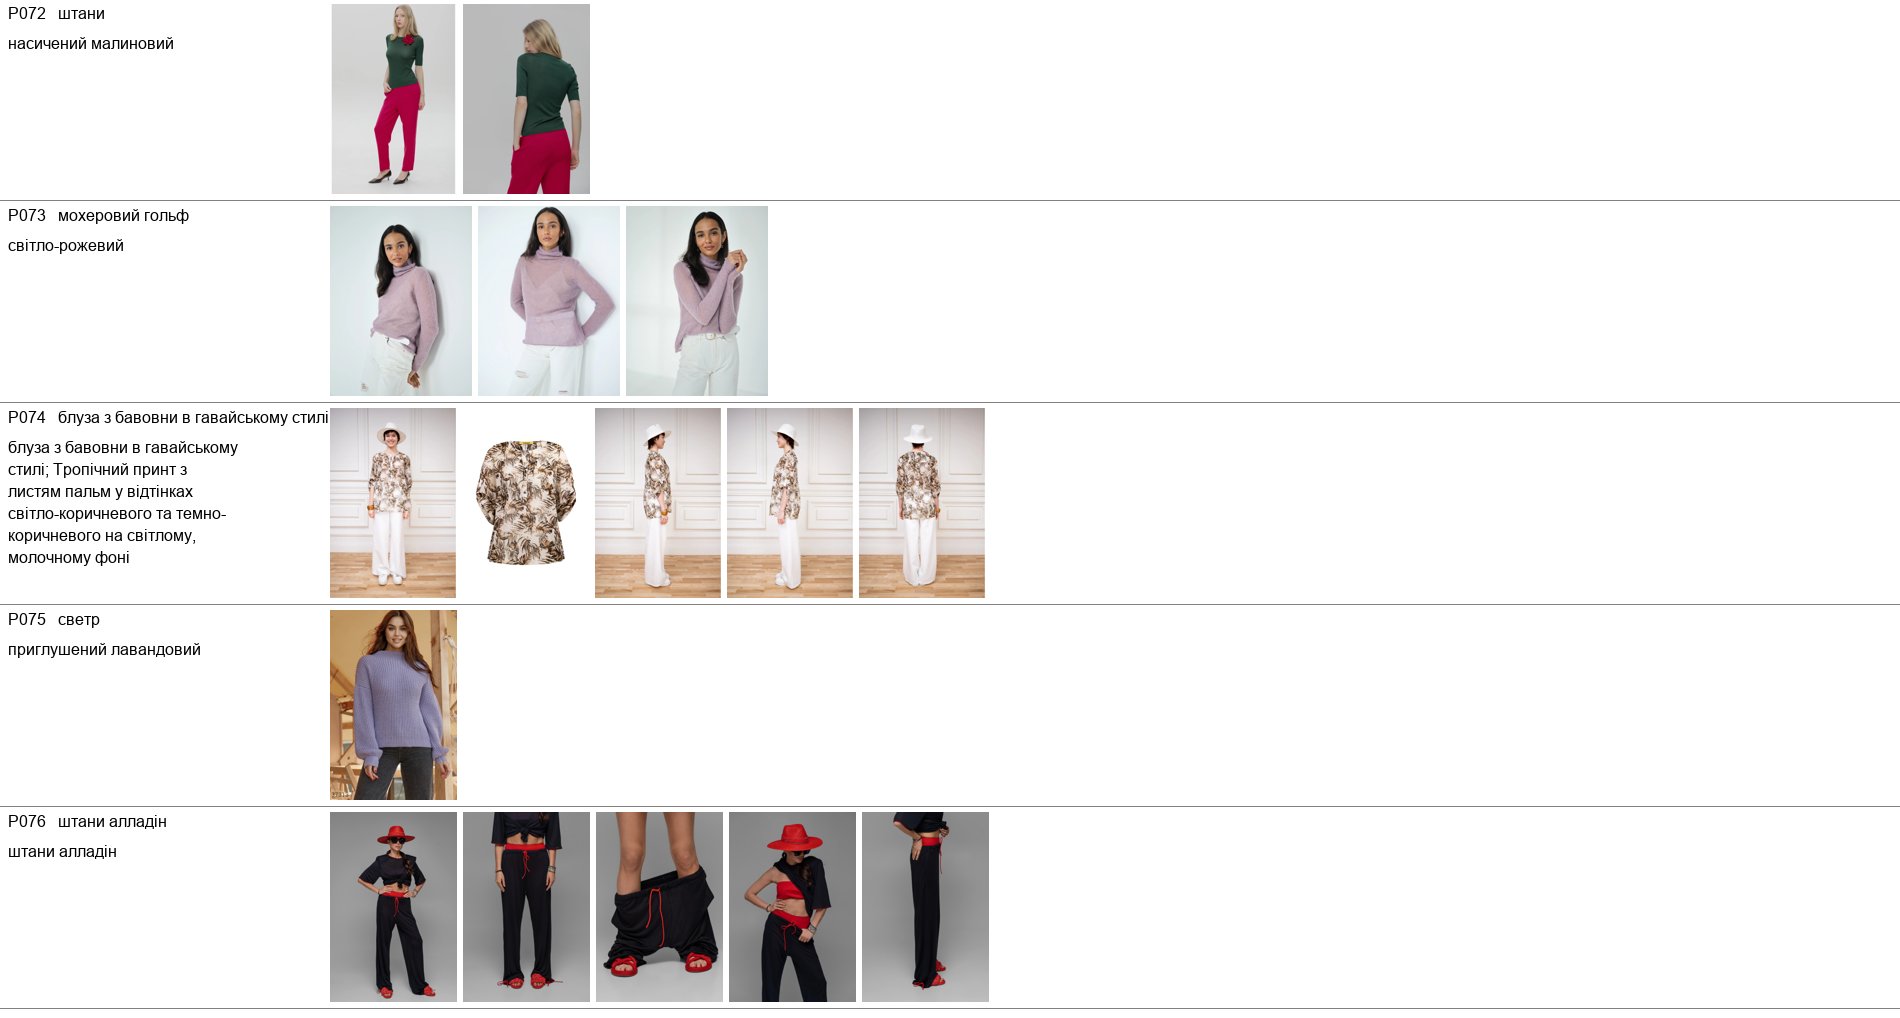 P072 штани
насичений малиновий
P073 мохеровий гольф
світло-рожевий
P074 блуза з бавовни в гавайському стилі
блуза з бавовни в гавайському
стилі; Тропічний принт з
листям пальм у відтінках
світло-коричневого та темно-
коричневого на світлому,
молочному фоні
P075 светр
приглушений лавандовий
P076 штани алладін
штани алладін